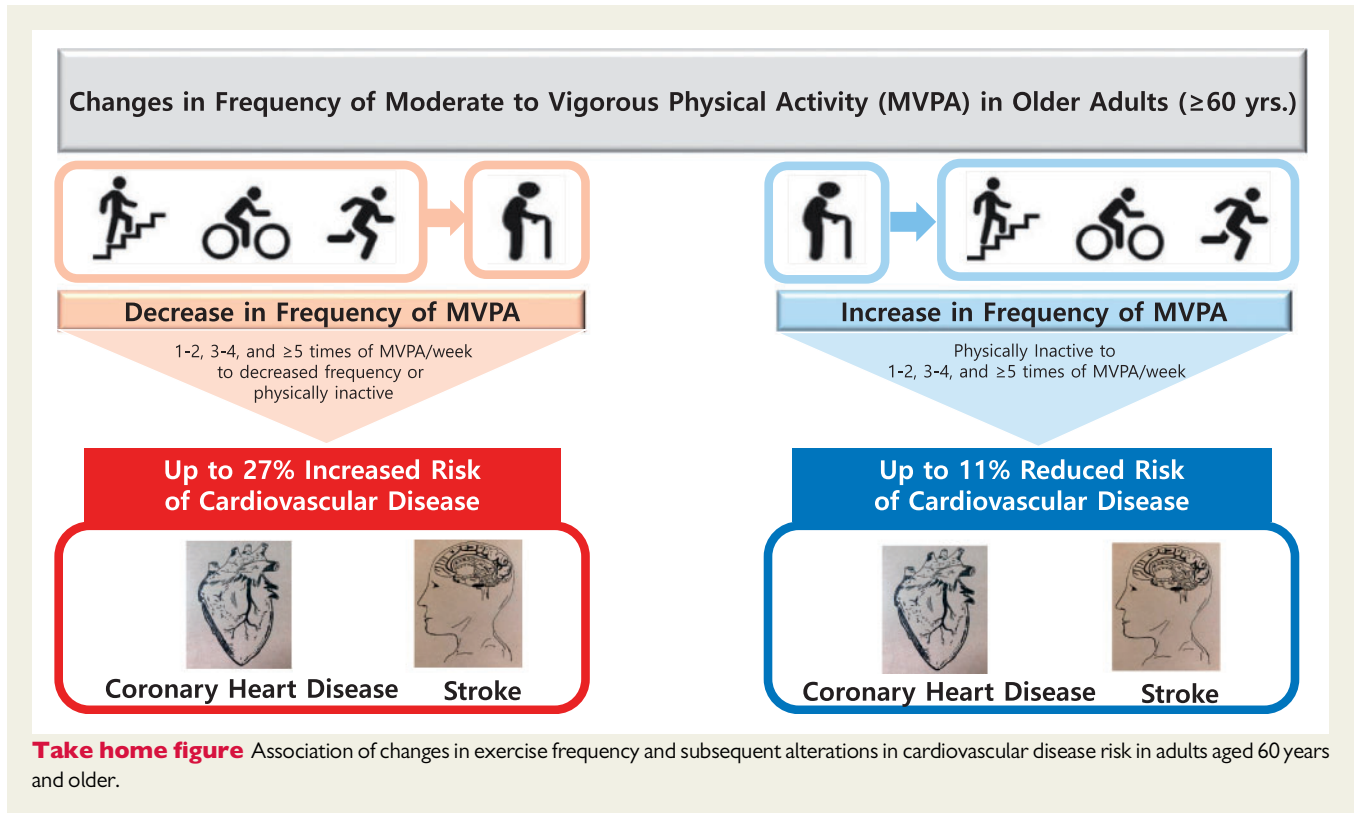 Changes in Frequency of Moderate to Vigorous Physical Activity (MVPA) in Older Adults (≥60 yrs.)
Decrease in Frequency of MVPA
1-2, 3-4, and ≥5 times of MVPA/week
to decreased frequency or
physically inactive
Up to 27% Increased Risk
of Cardiovascular Disease
Coronary Heart Disease
Stroke
Increase in Frequency of MVPA
Physically Inactive to
1-2, 3-4, and ≥5 times of MVPA/week
Up to 11% Reduced Risk
of Cardiovascular Disease
Coronary Heart Disease
Stroke
Take home figure Association of changes in exercise frequency and subsequent alterations in cardiovascular disease risk in adults aged 60 years
and older.